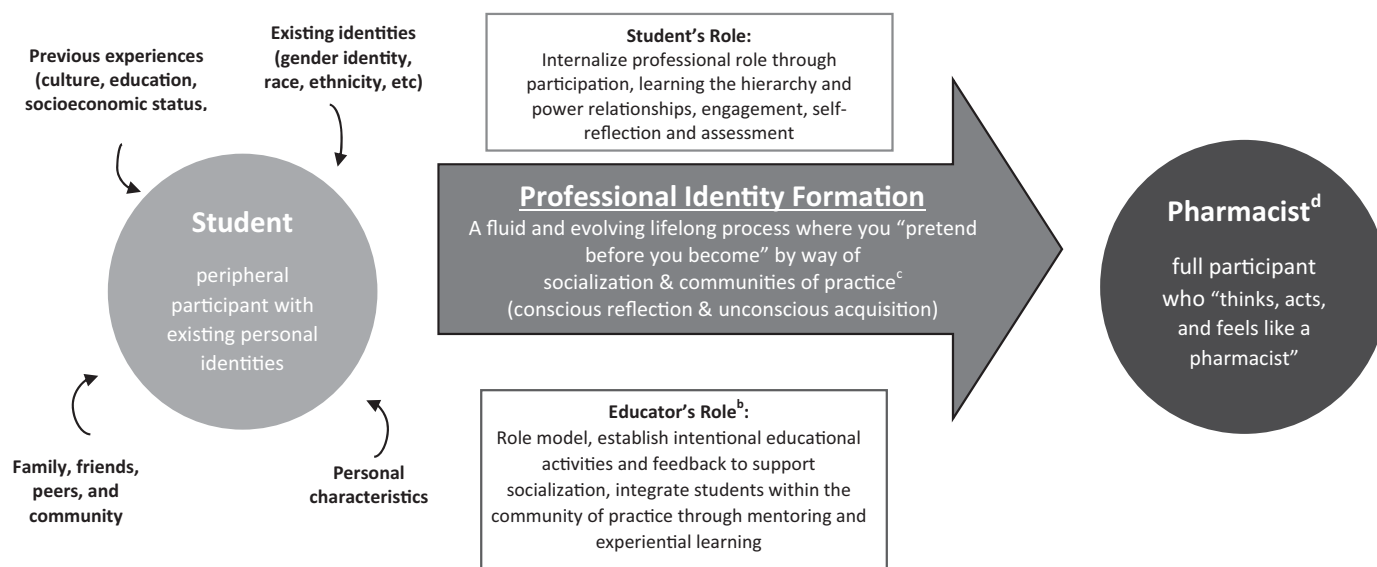 Previous experiences
(culture, education,
socioeconomic status,
Existing identities
(gender identity,
race, ethnicity, etc)
Student
peripheral
participant with
existing personal
identities
Family, friends,
peers, and
community
Personal
characteristics
Student’s Role:
Internalize professional role through
participation, learning the hierarchy and
power relationships, engagement, self-
reflection and assessment
Professional Identity Formation
A fluid and evolving lifelong process where you “pretend
before you become” by way of
socialization & communities of practiceᶜ
(conscious reflection & unconscious acquisition)
Educator’s Roleᵇ:
Role model, establish intentional educational
activities and feedback to support
socialization, integrate students within the
community of practice through mentoring and
experiential learning
Pharmacistᵈ
full participant
who “thinks, acts,
and feels like a
pharmacist”